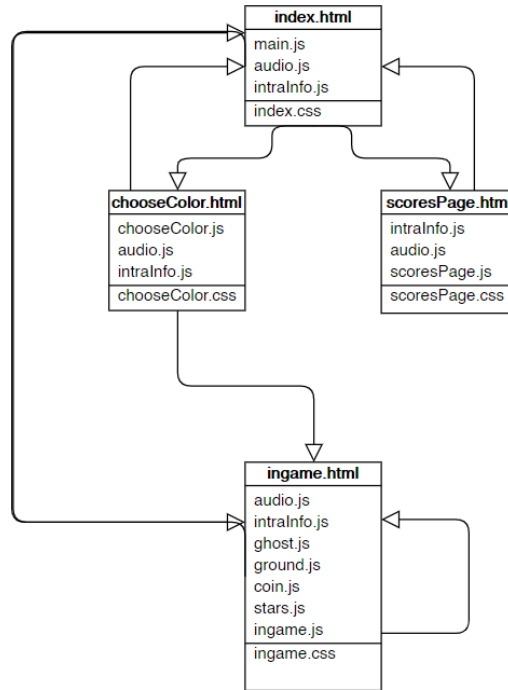 index.html
main.js
audio.js
intraInfo.js
index.css
chooseColor.html
chooseColor.js
audio.js
intraInfo.js
chooseColor.css
scoresPage.htm
intraInfo.js
audio.js
scoresPage.js
scoresPage.css
ingame.html
audio.js
intraInfo.js
ghost.js
ground.js
coin.js
stars.js
ingame.js
ingame.css